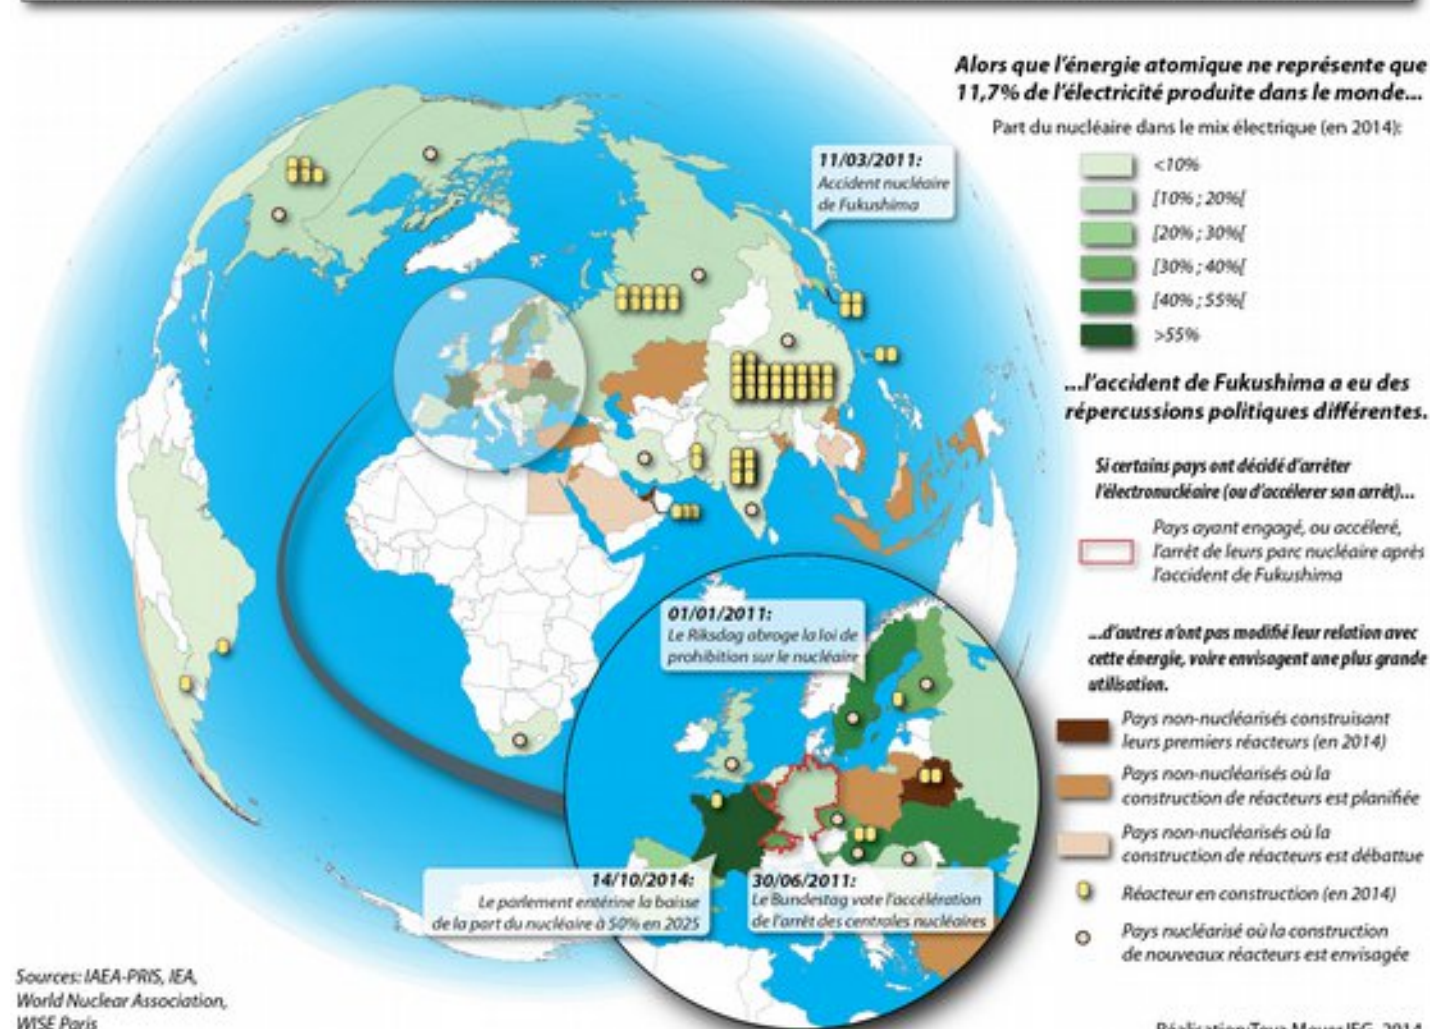 Alors que l'énergie atomique ne représente que
11,7% de l'électricité produite dans le monde...
Part du nucléaire dans le mix électrique (en 2014):
<10%
[10% ; 20%[
[20% ; 30%[
[30% ; 40%[
[40% ; 55%[
>55%
...l'accident de Fukushima a eu des
répercussions politiques différentes.
Si certains pays ont décidé d'arrêter
l'électronucléaire (ou d'accélerer son arrêt)...
Pays ayant engagé, ou accéleré,
l'arrêt de leurs parc nucléaire après
l'accident de Fukushima
...d'autres n'ont pas modifié leur relation avec
cette énergie, voire envisagent une plus grande
utilisation.
Pays non-nucléarisés construisant
leurs premiers réacteurs (en 2014)
Pays non-nucléarisés où la
construction de réacteurs est planifiée
Pays non-nucléarisés où la
construction de réacteurs est débattue
Réacteur en construction (en 2014)
Pays nucléarisé où la construction
de nouveaux réacteurs est envisagée
11/03/2011:
Accident nucléaire
de Fukushima
01/01/2011:
Le Riksdag abroge la loi de
prohibition sur le nucléaire
14/10/2014:
Le parlement entérine la baisse
de la part du nucléaire à 50% en 2025
30/06/2011:
Le Bundestag vote l'accélération
de l'arrêt des centrales nucléaires
Sources: IAEA-PRIS, IEA,
World Nuclear Association,
WISE Paris
Réalisation: Teva Meyer IFG, 2014